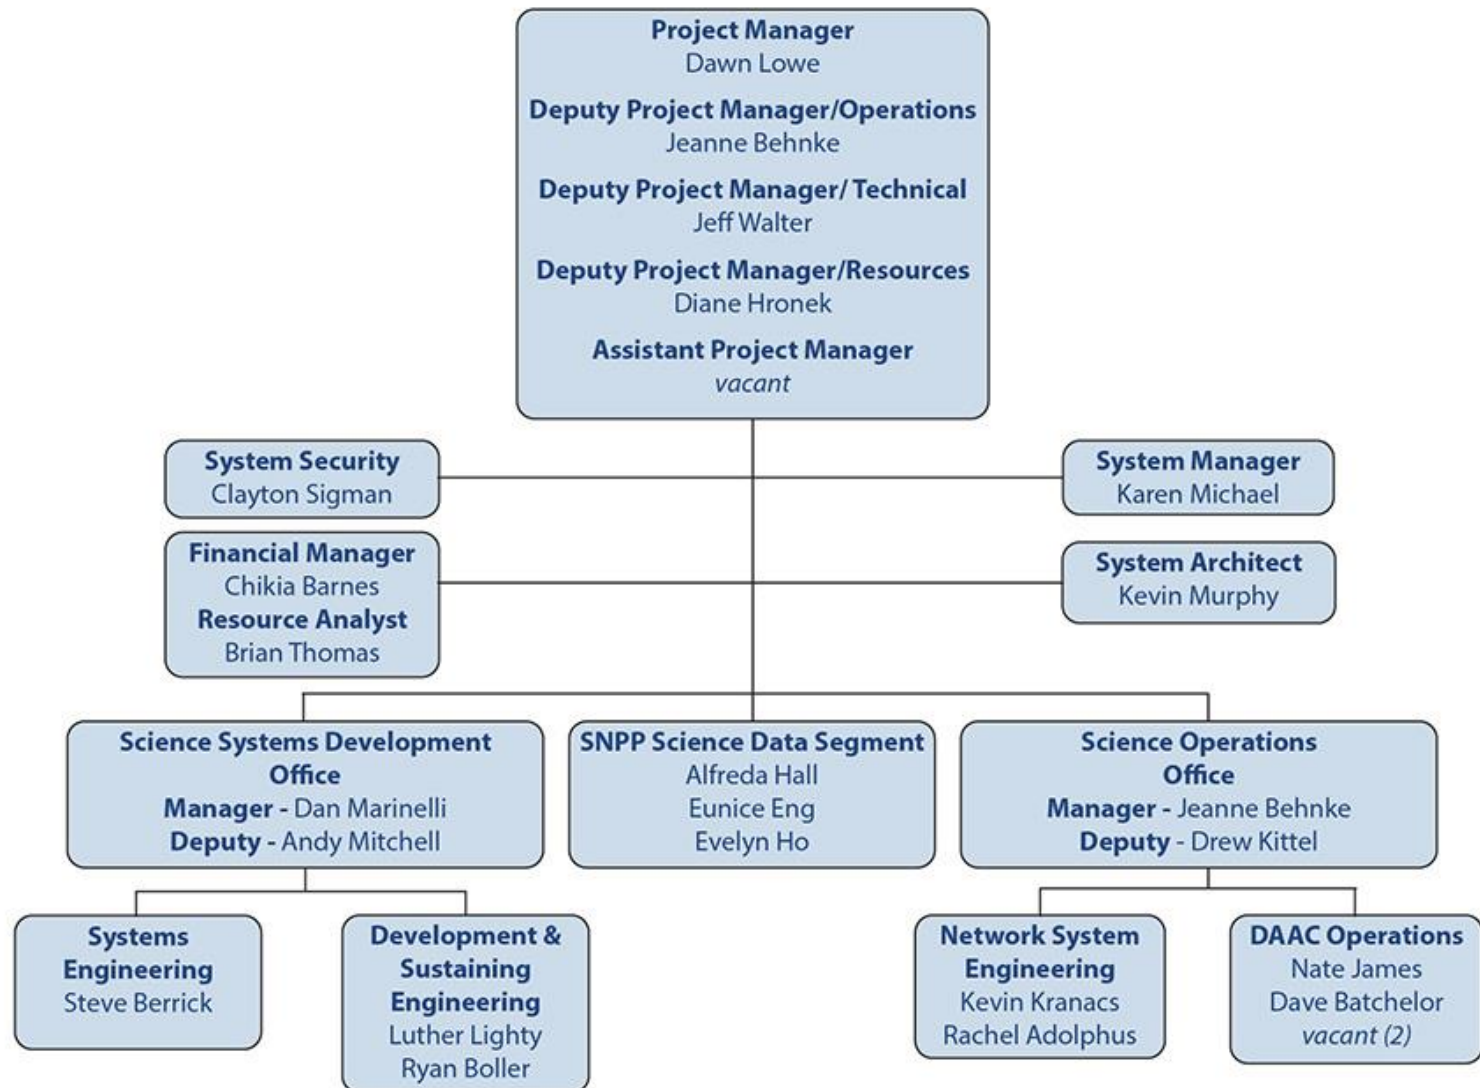 Project Manager
Dawn Lowe
Deputy Project Manager/Operations
Jeanne Behnke
Deputy Project Manager/ Technical
Jeff Walter
Deputy Project Manager/Resources
Diane Hronek
Assistant Project Manager
vacant
System Security
Clayton Sigman
System Manager
Karen Michael
Financial Manager
Chikia Barnes
Resource Analyst
Brian Thomas
System Architect
Kevin Murphy
Science Systems Development
Office
Manager - Dan Marinelli
Deputy - Andy Mitchell
SNPP Science Data Segment
Alfreda Hall
Eunice Eng
Evelyn Ho
Science Operations
Office
Manager - Jeanne Behnke
Deputy - Drew Kittel
Systems
Engineering
Steve Berrick
Development &
Sustaining
Engineering
Luther Lighty
Ryan Boller
Network System
Engineering
Kevin Kranacs
Rachel Adolphus
DAAC Operations
Nate James
Dave Batchelor
vacant (2)